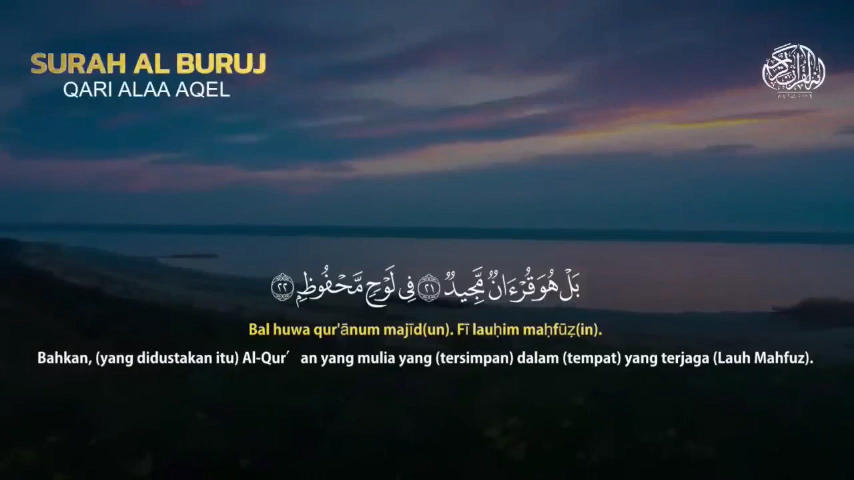 SURAH AL BURUJ
QARI ALAA AQEL
بَلْ هُوَ قُرْءَانٌ مَّجِيدٌ ٢١ فِى لَوْحٍ مَّحْفُوظٍۭ ٢٢
Bal huwa qur'ānum majīd(un). Fī lauḥim maḥfūẓ(in).
Bahkan, (yang didustakan itu) Al-Qur′an yang mulia yang (tersimpan) dalam (tempat) yang terjaga (Lauh Mahfuz).